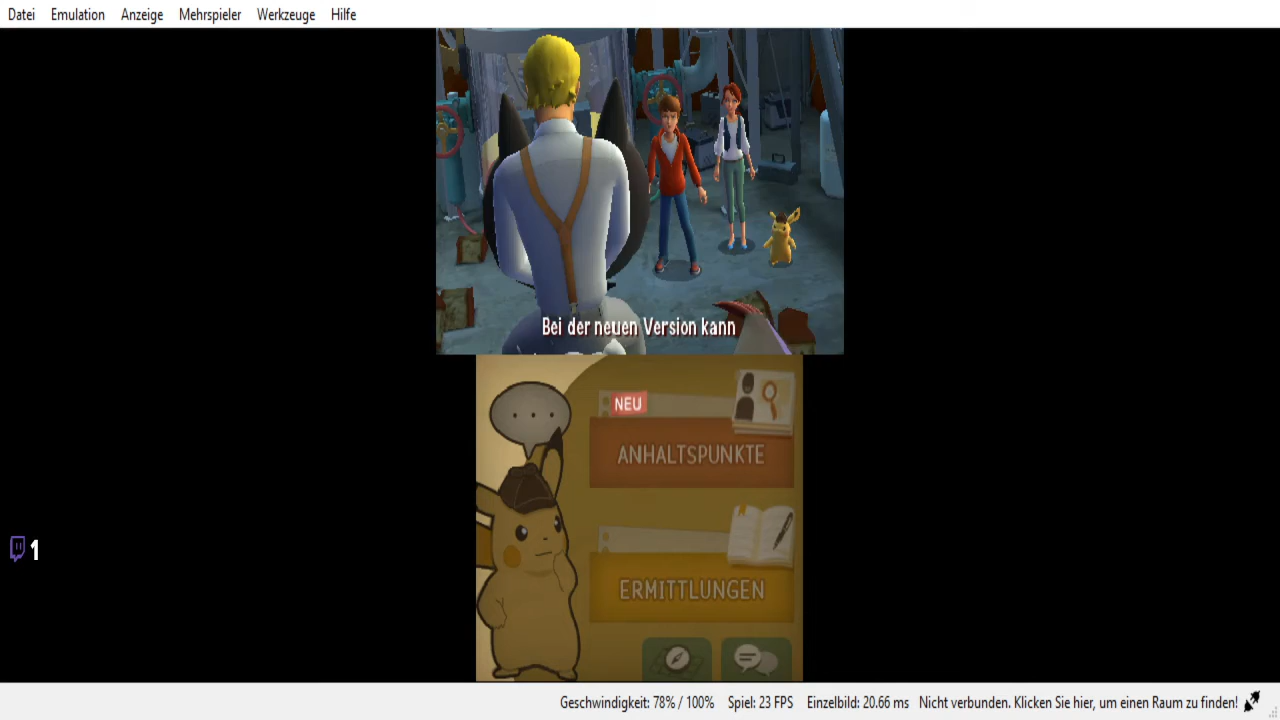 Datei Emulation Anzeige Mehrspieler Werkzeuge Hilfe
Bei der neuen Version kann
NEU
ANHALTSPUNKTE
ERMITTLUNGEN
1
Geschwindigkeit: 78% / 100% Spiel: 23 FPS Einzelbild: 20.66 ms Nicht verbunden. Klicken Sie hier, um einen Raum zu finden!